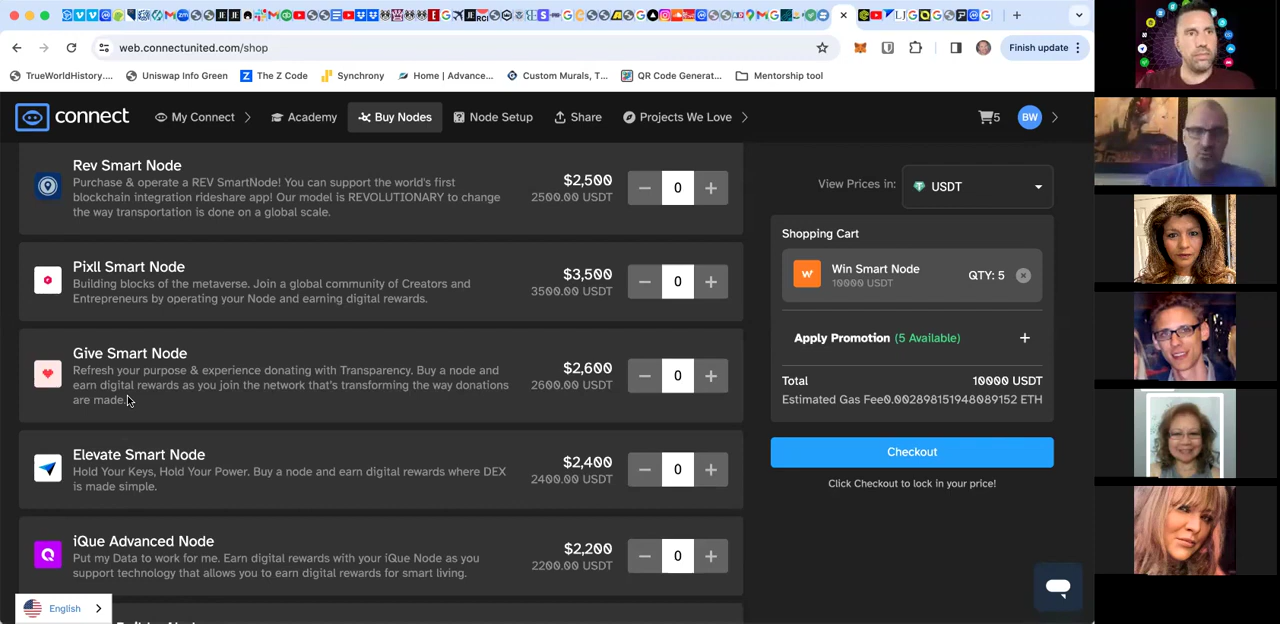 web.connectunited.com/shop
Finish update
TrueWorldHistory....
Uniswap Info Green
The Z Code
Synchrony
Home | Advance...
Custom Murals, T...
QR Code Generat...
Mentorship tool
connect
My Connect
Academy
Buy Nodes
Node Setup
Share
Projects We Love
5
BW
Rev Smart Node
Purchase & operate a REV SmartNode! You can support the world's first
blockchain integration rideshare app! Our model is REVOLUTIONARY to change
the way transportation is done on a global scale.
$2,500
2500.00 USDT
0
Pixll Smart Node
Building blocks of the metaverse. Join a global community of Creators and
Entrepreneurs by operating your Node and earning digital rewards.
$3,500
3500.00 USDT
0
Give Smart Node
Refresh your purpose & experience donating with Transparency. Buy a node and
earn digital rewards as you join the network that's transforming the way donations
are made.
$2,600
2600.00 USDT
0
Elevate Smart Node
Hold Your Keys, Hold Your Power. Buy a node and earn digital rewards where DEX
is made simple.
$2,400
2400.00 USDT
0
iQue Advanced Node
Put my Data to work for me. Earn digital rewards with your iQue Node as you
support technology that allows you to earn digital rewards for smart living.
$2,200
2200.00 USDT
0
English
View Prices in:
USDT
Shopping Cart
Win Smart Node
10000 USDT
QTY: 5
Apply Promotion (5 Available)
Total 10000 USDT
Estimated Gas Fee0.002898151948089152 ETH
Checkout
Click Checkout to lock in your price!